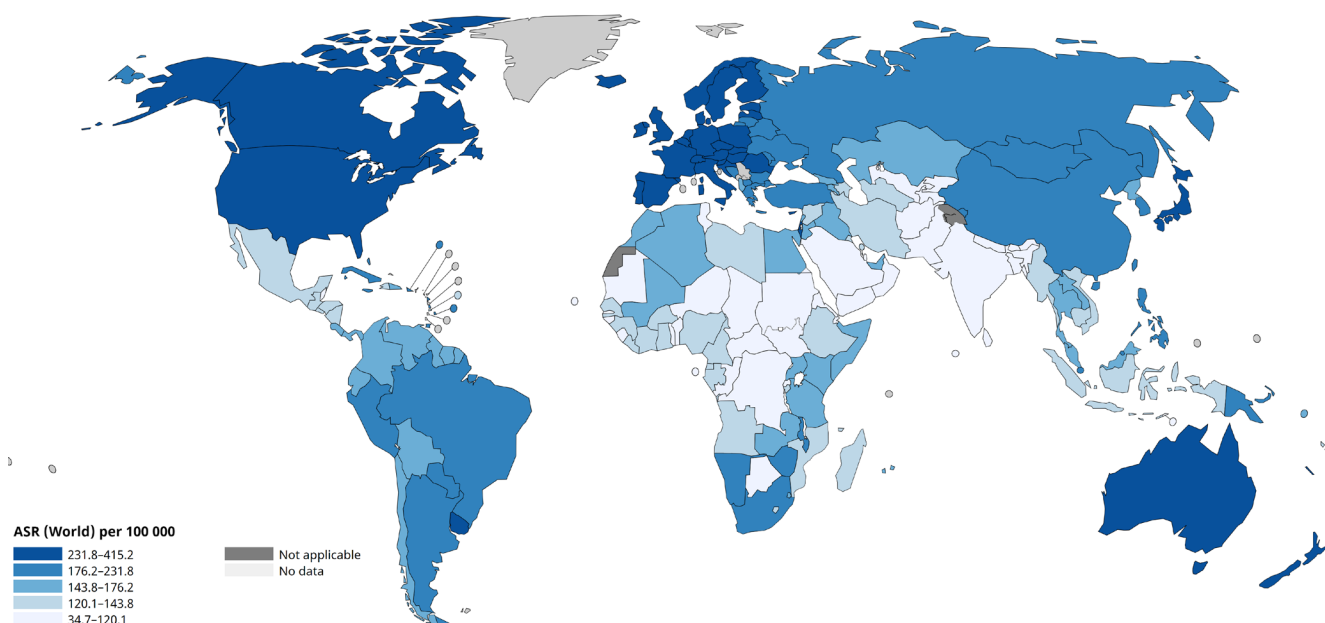 ASR (World) per 100 000
231.8–415.2
176.2–231.8
143.8–176.2
120.1–143.8
34.7–120.1
Not applicable
No data